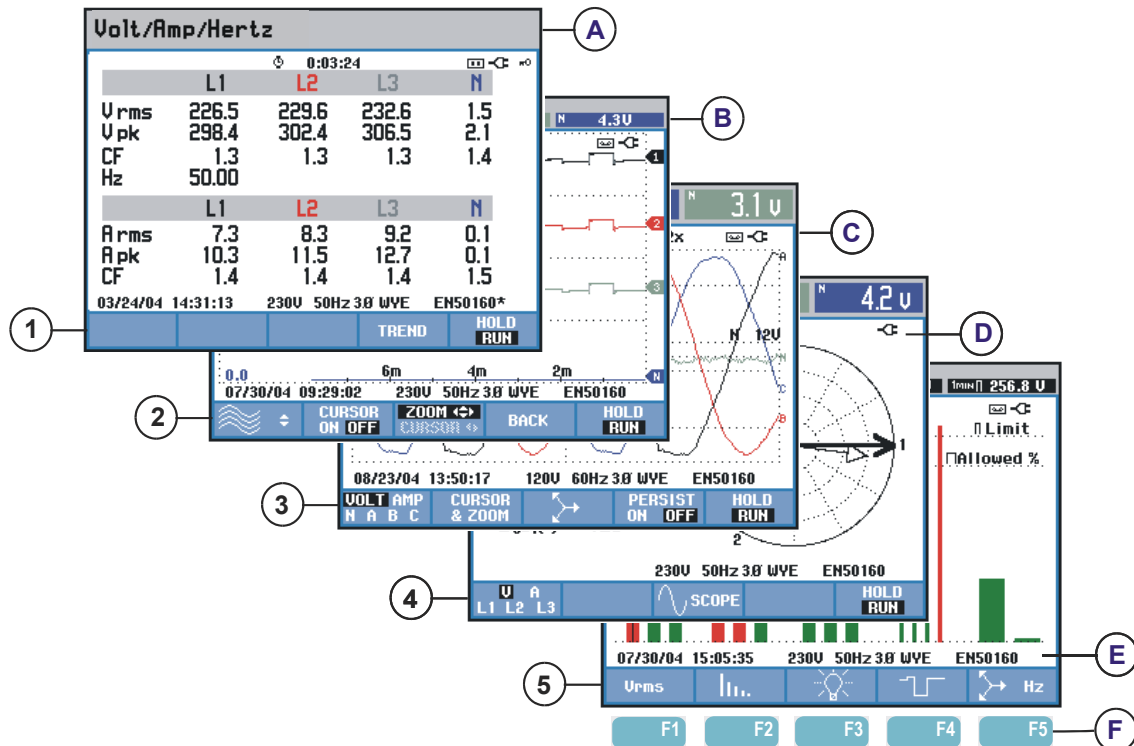 Volt/Amp/Hertz
A
0:03:24
L1 L2 L3 N
Vrms 226.5 229.6 232.6 1.5
Vpk 298.4 302.4 306.5 2.1
CF 1.3 1.3 1.3 1.4
Hz 50.00
L1 L2 L3 N
Arms 7.3 8.3 9.2 0.1
Apk 10.3 11.5 12.7 0.1
CF 1.4 1.4 1.4 1.5
03/24/04 14:31:13 230V 50Hz 3Ø WYE EN50160*
1
TREND
HOLD
RUN
N 4.3V
B
1
2
3
N
0.0 6m 4m 2m
07/30/04 09:29:02 230V 50Hz 3Ø WYE EN50160
2
CURSOR
ON OFF
ZOOM
CURSOR
BACK
HOLD
RUN
N 3.1 V
C
2x
A
N 12V
N
C
B
08/23/04 13:50:17 120V 60Hz 3Ø WYE EN50160
3
VOLT AMP
N A B C
CURSOR
& ZOOM
PERSIST
ON OFF
HOLD
RUN
N 4.2 V
D
1
2
230V 50Hz 3Ø WYE EN50160
4
V A
L1 L2 L3
SCOPE
HOLD
RUN
1MIN 256.8 V
Limit
Allowed %
07/30/04 15:05:35 230V 50Hz 3Ø WYE EN50160
E
5
Vrms
Hz
F1 F2 F3 F4 F5
F